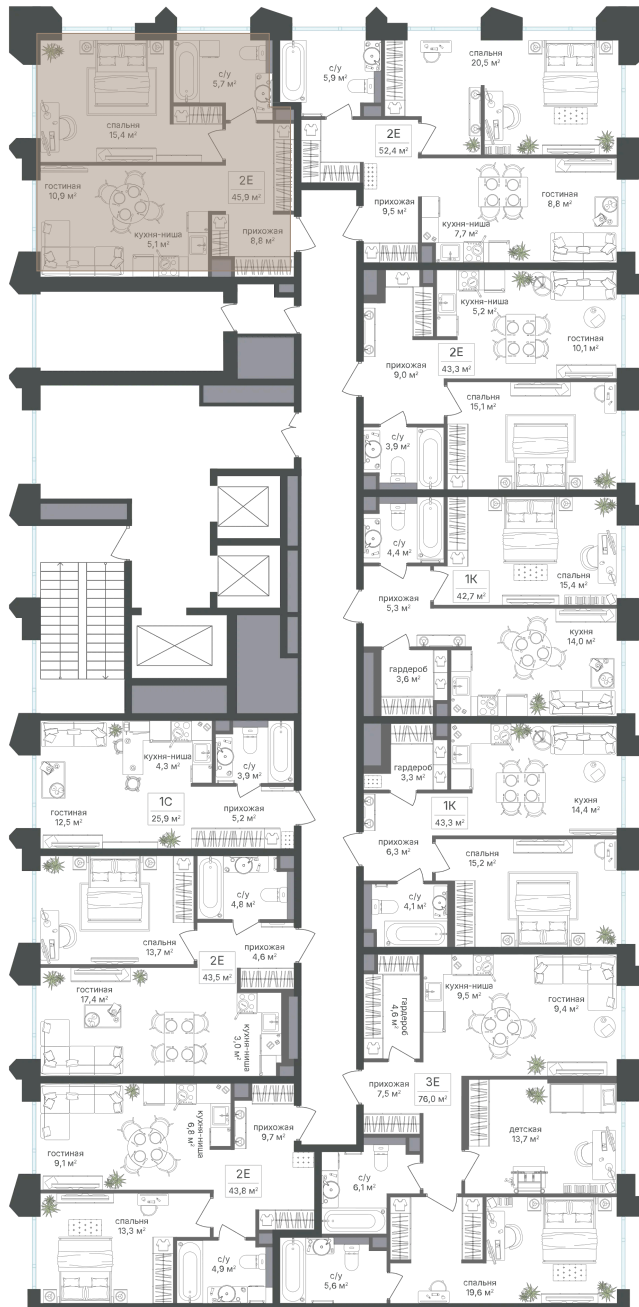 с/у
5,7 м²
спальня
15,4 м²
гостиная
10,9 м²
2Е
45,9 м²
кухня-ниша
5,1 м²
прихожая
8,8 м²
с/у
5,9 м²
спальня
20,5 м²
2Е
52,4 м²
прихожая
9,5 м²
кухня-ниша
7,7 м²
гостиная
8,8 м²
кухня-ниша
5,2 м²
гостиная
10,1 м²
2Е
43,3 м²
прихожая
9,0 м²
спальня
15,1 м²
с/у
3,9 м²
с/у
4,4 м²
спальня
15,4 м²
1К
42,7 м²
прихожая
5,3 м²
кухня
14,0 м²
гардероб
3,6 м²
кухня-ниша
4,3 м²
с/у
3,9 м²
гостиная
12,5 м²
1С
25,9 м²
прихожая
5,2 м²
гардероб
3,3 м²
кухня
14,4 м²
1К
43,3 м²
прихожая
6,3 м²
спальня
15,2 м²
с/у
4,1 м²
с/у
4,8 м²
спальня
13,7 м²
прихожая
4,6 м²
2Е
43,5 м²
гостиная
17,4 м²
кухня-ниша
3,0 м²
гардероб
4,6 м²
кухня-ниша
9,5 м²
гостиная
9,4 м²
прихожая
7,5 м²
3Е
76,0 м²
детская
13,7 м²
кухня-ниша
6,8 м²
прихожая
9,7 м²
гостиная
9,1 м²
2Е
43,8 м²
с/у
6,1 м²
спальня
13,3 м²
с/у
4,9 м²
с/у
5,6 м²
спальня
19,6 м²